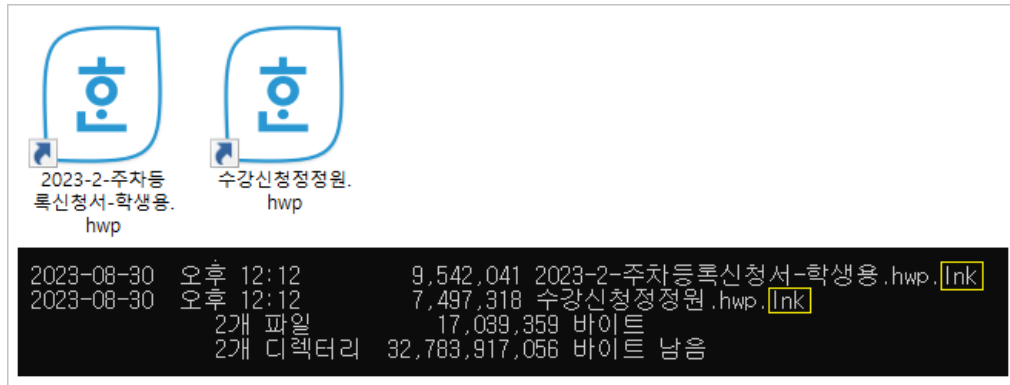 2023-2-주차등
록신청서-학생용.
hwp
수강신청정정원.
hwp
2023-08-30 오후 12:12 9,542,041 2023-2-주차등록신청서-학생용.hwp.lnk
2023-08-30 오후 12:12 7,497,318 수강신청정정원.hwp.lnk
2개 파일 17,039,359 바이트
2개 디렉터리 32,783,917,056 바이트 남음